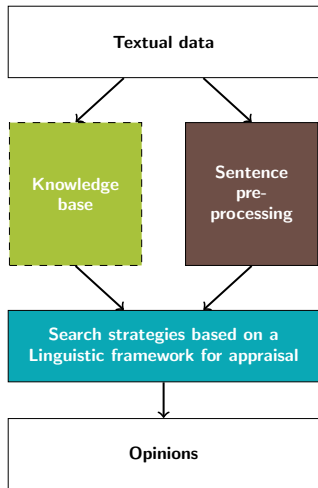 Textual data
Knowledge
base
Sentence
pre-
processing
Search strategies based on a
Linguistic framework for appraisal
Opinions